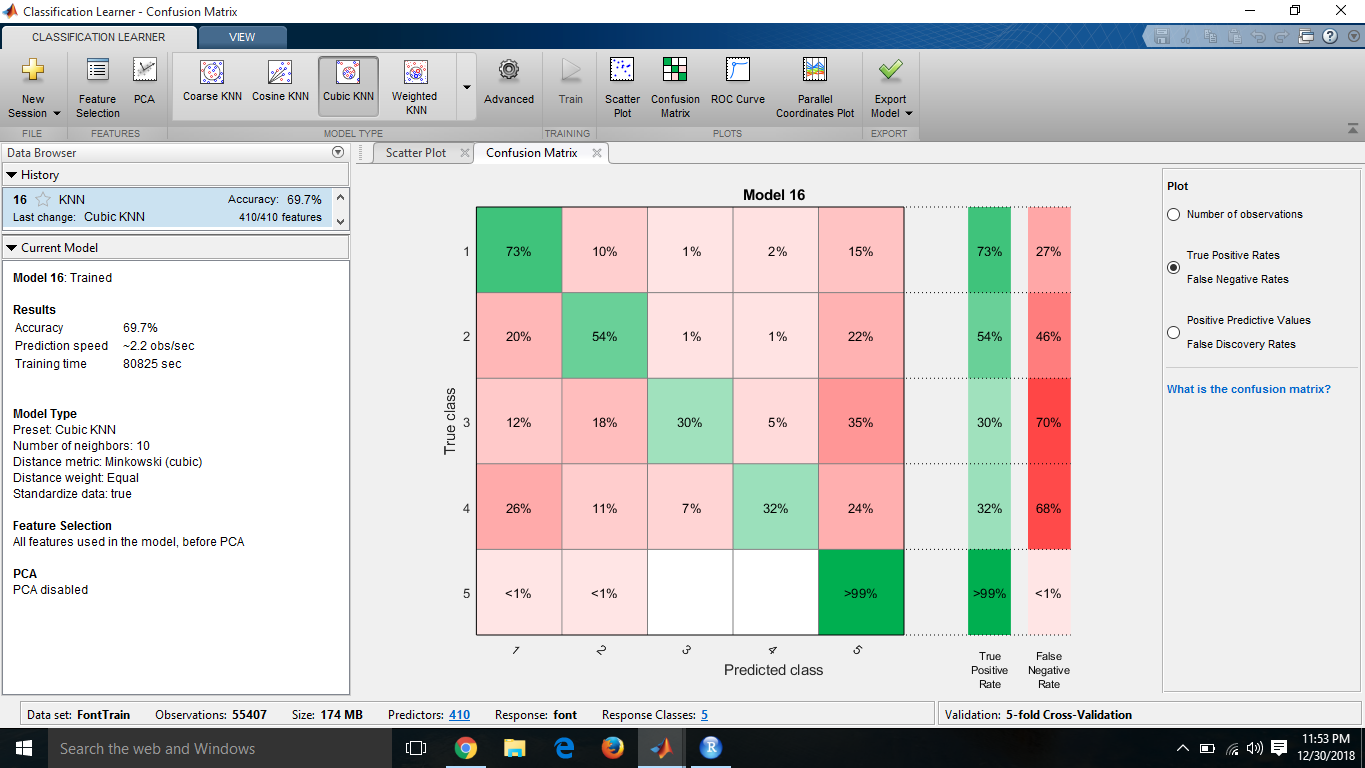 Classification Learner - Confusion Matrix
CLASSIFICATION LEARNER
VIEW
New Session
Feature Selection
PCA
Coarse KNN
Cosine KNN
Cubic KNN
Weighted KNN
Advanced
Train
Scatter Plot
Confusion Matrix
ROC Curve
Parallel Coordinates Plot
Export Model
FILE
FEATURES
MODEL TYPE
TRAINING
PLOTS
EXPORT
Data Browser
Scatter Plot
Confusion Matrix
History
16 KNN Accuracy: 69.7%
Last change: Cubic KNN 410/410 features
Current Model
Model 16: Trained
Results
Accuracy 69.7%
Prediction speed ~2.2 obs/sec
Training time 80825 sec
Model Type
Preset: Cubic KNN
Number of neighbors: 10
Distance metric: Minkowski (cubic)
Distance weight: Equal
Standardize data: true
Feature Selection
All features used in the model, before PCA
PCA
PCA disabled
Model 16
1 73% 10% 1% 2% 15% 73% 27%
2 20% 54% 1% 1% 22% 54% 46%
3 12% 18% 30% 5% 35% 30% 70%
4 26% 11% 7% 32% 24% 32% 68%
5 <1% <1% >99% >99% <1%
1 2 3 4 5
True class
Predicted class
True Positive Rate
False Negative Rate
Plot
Number of observations
True Positive Rates
False Negative Rates
Positive Predictive Values
False Discovery Rates
What is the confusion matrix?
Data set: FontTrain Observations: 55407 Size: 174 MB Predictors: 410 Response: font Response Classes: 5
Validation: 5-fold Cross-Validation
Search the web and Windows
11:53 PM
12/30/2018